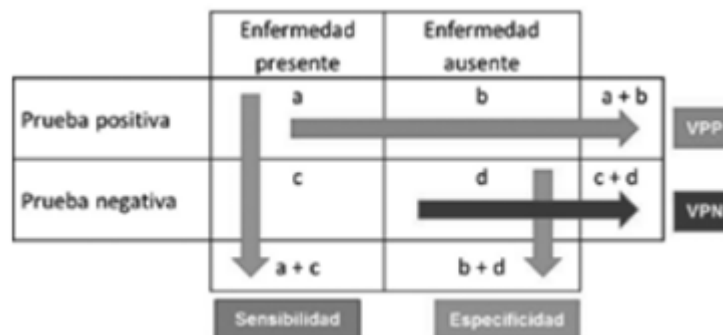 Enfermedad presente
Enfermedad ausente
a
b
a + b
Prueba positiva
VPP
c
d
c + d
Prueba negativa
VPN
a + c
b + d
Sensibilidad
Especificidad